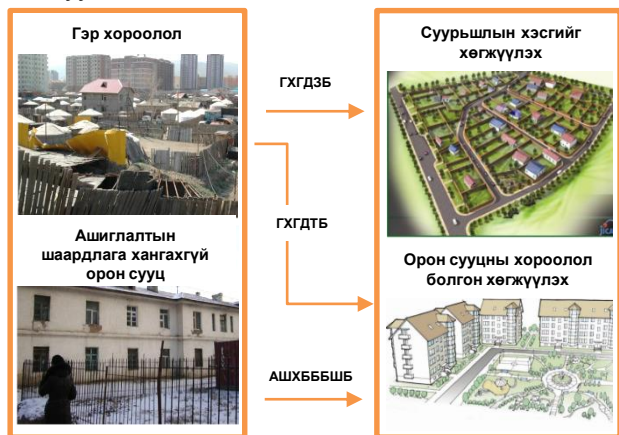 Гэр хороолол
Ашиглалтын
шаардлага хангахгүй
орон сууц
ГХГДЗБ
ГХГДТБ
АШХБББШБ
Суурьшлын хэсгийг
хөгжүүлэх
Орон сууцны хороолол
болгон хөгжүүлэх